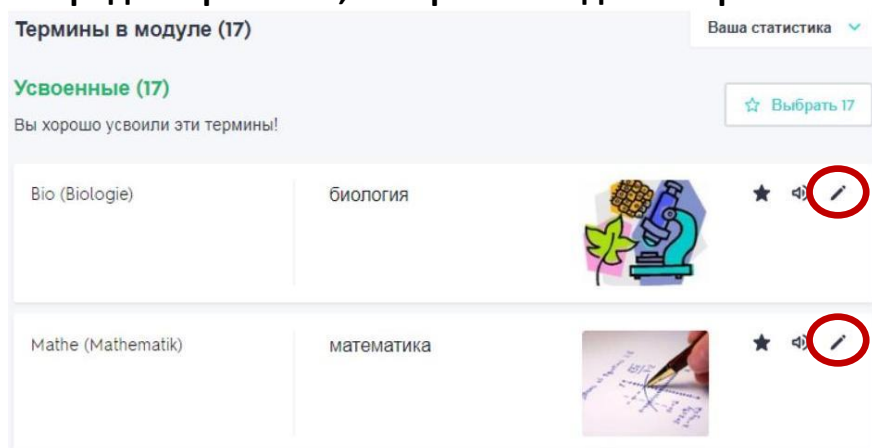 Термины в модуле (17)
Ваша статистика
Усвоенные (17)
Выбрать 17
Вы хорошо усвоили эти термины!
Bio (Biologie)
биология
Mathe (Mathematik)
математика